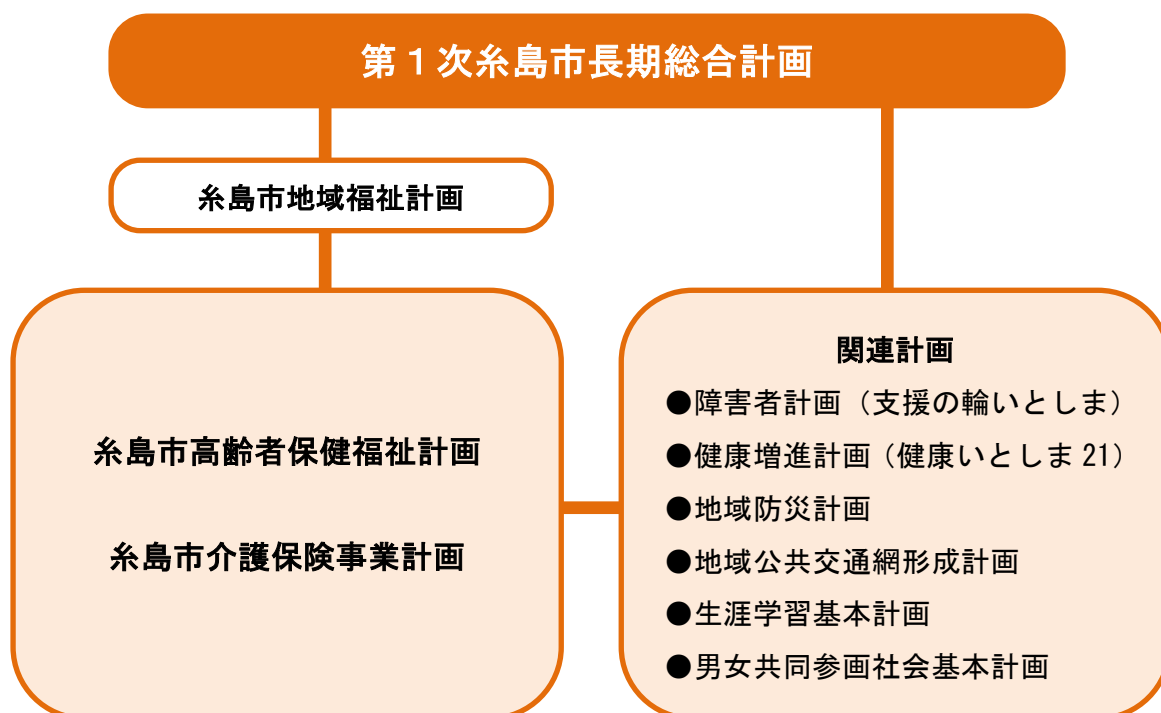 第１次糸島市長期総合計画
糸島市地域福祉計画
糸島市高齢者保健福祉計画
糸島市介護保険事業計画
関連計画
●障害者計画（支援の輪いとしま）
●健康増進計画（健康いとしま 21）
●地域防災計画
●地域公共交通網形成計画
●生涯学習基本計画
●男女共同参画社会基本計画